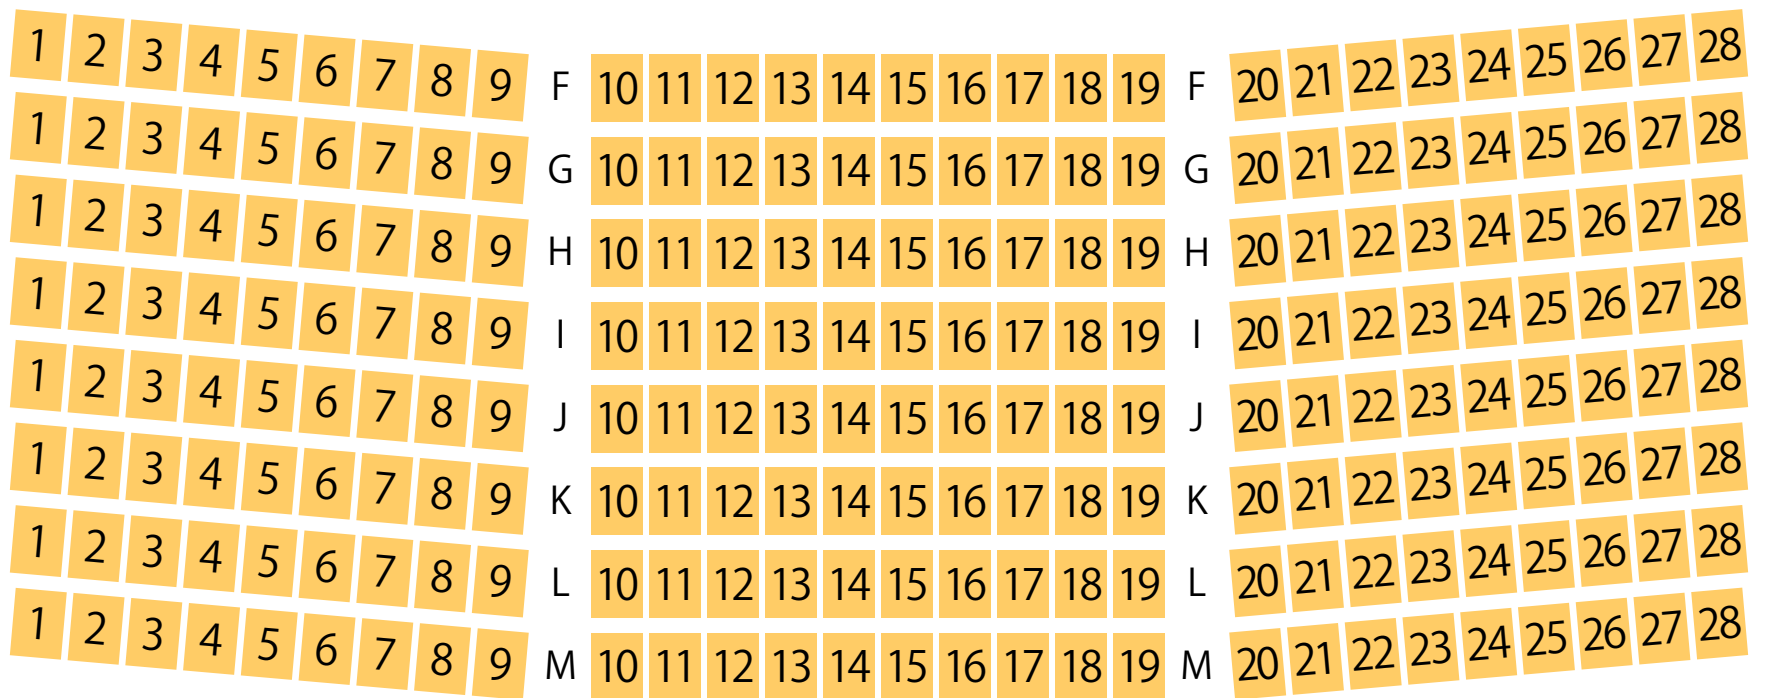 1 2 3 4 5 6 7 8 9 F 10 11 12 13 14 15 16 17 18 19 F 20 21 22 23 24 25 26 27 28
1 2 3 4 5 6 7 8 9 G 10 11 12 13 14 15 16 17 18 19 G 20 21 22 23 24 25 26 27 28
1 2 3 4 5 6 7 8 9 H 10 11 12 13 14 15 16 17 18 19 H 20 21 22 23 24 25 26 27 28
1 2 3 4 5 6 7 8 9 I 10 11 12 13 14 15 16 17 18 19 I 20 21 22 23 24 25 26 27 28
1 2 3 4 5 6 7 8 9 J 10 11 12 13 14 15 16 17 18 19 J 20 21 22 23 24 25 26 27 28
1 2 3 4 5 6 7 8 9 K 10 11 12 13 14 15 16 17 18 19 K 20 21 22 23 24 25 26 27 28
1 2 3 4 5 6 7 8 9 L 10 11 12 13 14 15 16 17 18 19 L 20 21 22 23 24 25 26 27 28
1 2 3 4 5 6 7 8 9 M 10 11 12 13 14 15 16 17 18 19 M 20 21 22 23 24 25 26 27 28